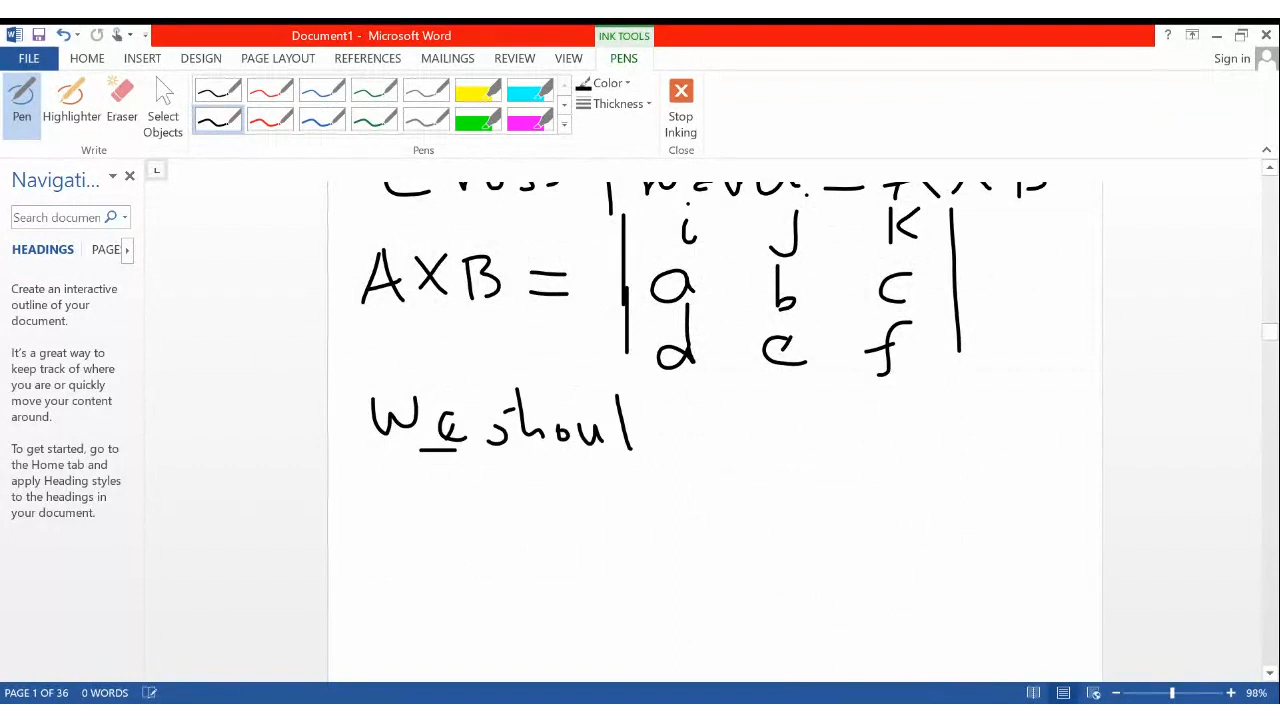 Document1 - Microsoft Word
INK TOOLS
?
FILE HOME INSERT DESIGN PAGE LAYOUT REFERENCES MAILINGS REVIEW VIEW PENS
Sign in
Pen Highlighter Eraser Select Objects
Color
Thickness
Stop Inking
Write Pens Close
Navigati...
Search documen
HEADINGS PAGE
Create an interactive
outline of your
document.
It's a great way to
keep track of where
you are or quickly
move your content
around.
To get started, go to
the Home tab and
apply Heading styles
to the headings in
your document.
i j k
AXB = a b c
d e f
We shoul
PAGE 1 OF 36 0 WORDS
98%